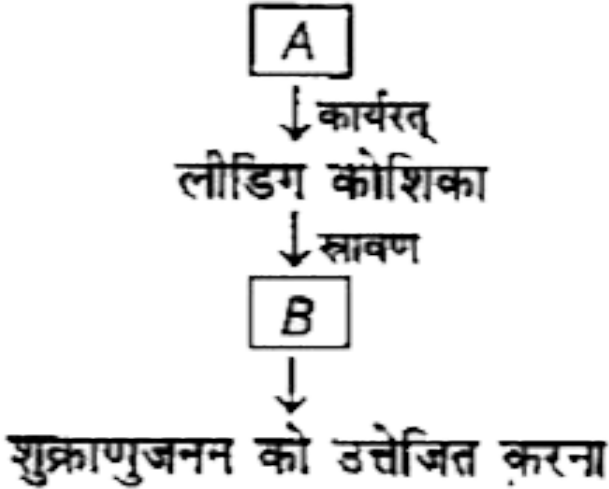 A
कार्यरत्
लीडिग कोशिका
स्रावण
B
शुक्राणुजनन को उत्तेजित करना